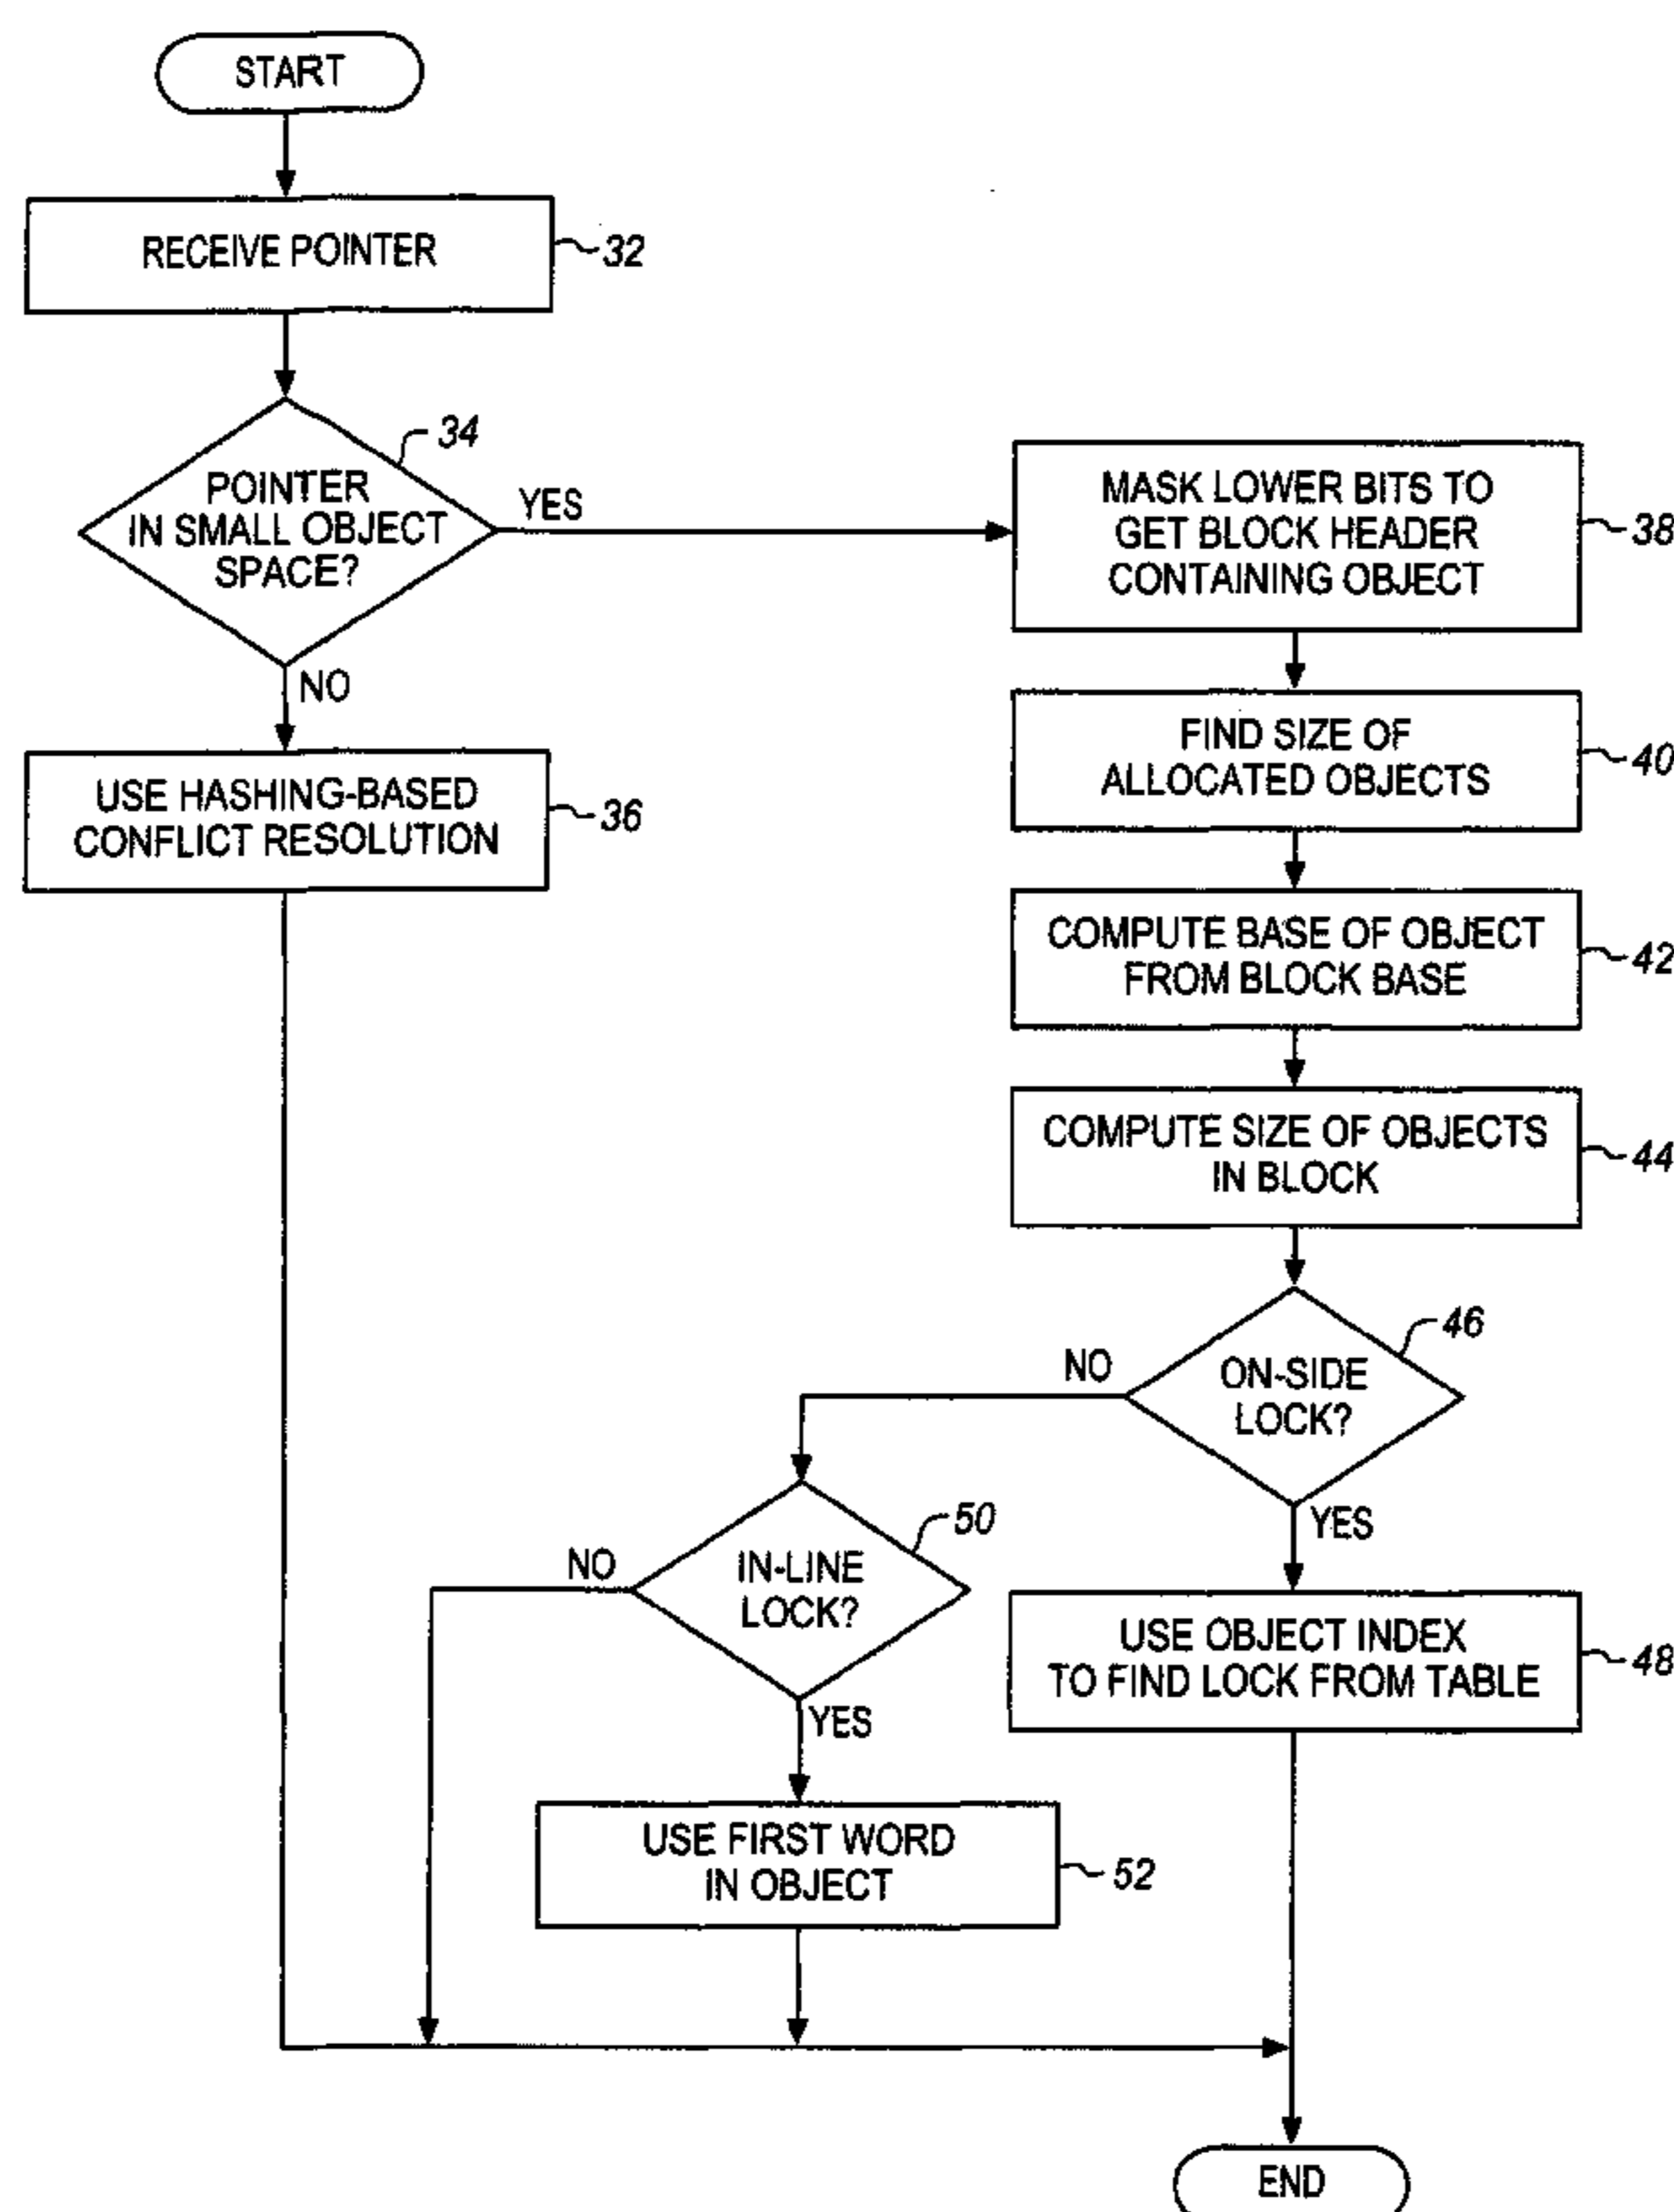 START
RECEIVE POINTER
32
34
POINTER
IN SMALL OBJECT
SPACE?
YES
NO
USE HASHING-BASED
CONFLICT RESOLUTION
36
MASK LOWER BITS TO
GET BLOCK HEADER
CONTAINING OBJECT
38
FIND SIZE OF
ALLOCATED OBJECTS
40
COMPUTE BASE OF OBJECT
FROM BLOCK BASE
42
COMPUTE SIZE OF OBJECTS
IN BLOCK
44
46
ON-SIDE
LOCK?
NO
YES
50
IN-LINE
LOCK?
NO
YES
USE OBJECT INDEX
TO FIND LOCK FROM TABLE
48
USE FIRST WORD
IN OBJECT
52
END